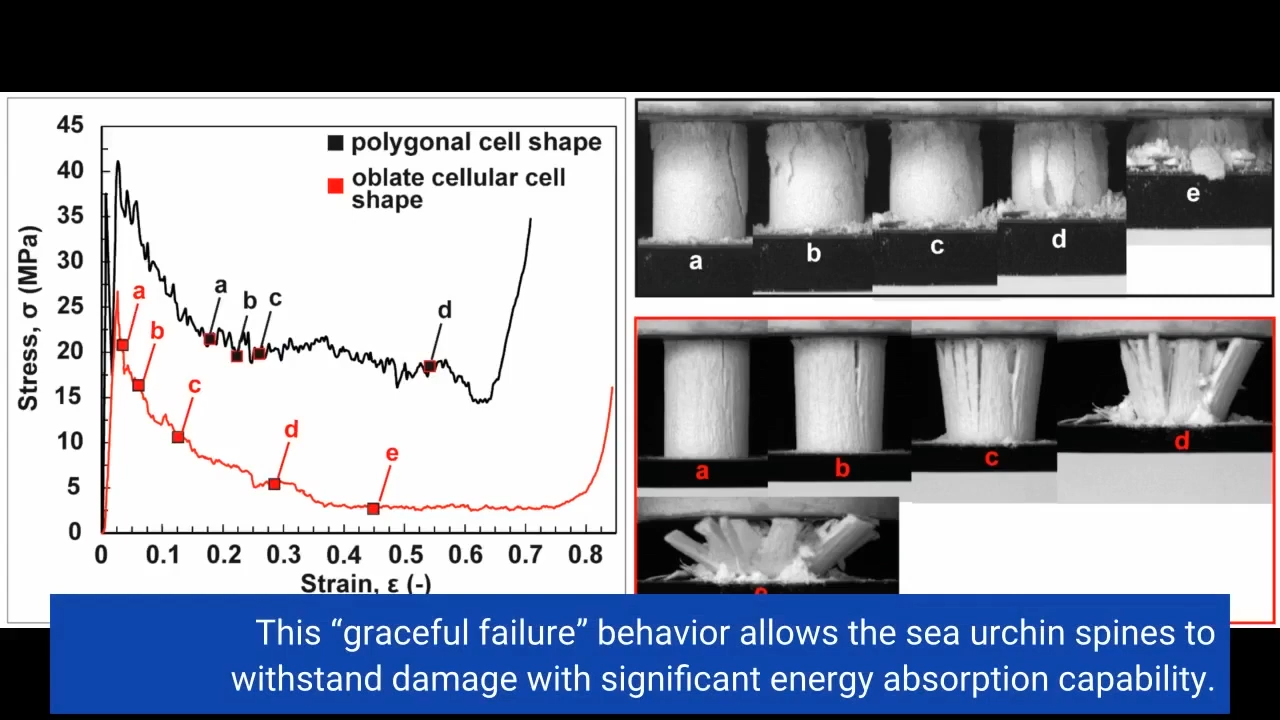 45
40
35
30
25
20
15
10
5
0
Stress, σ (MPa)
polygonal cell shape
oblate cellular cell
shape
a
b
c
d
a
b
c
d
e
0 0.1 0.2 0.3 0.4 0.5 0.6 0.7 0.8
Strain, ε (-)
a
b
c
d
e
a
b
c
d
e
This “graceful failure” behavior allows the sea urchin spines to
withstand damage with significant energy absorption capability.